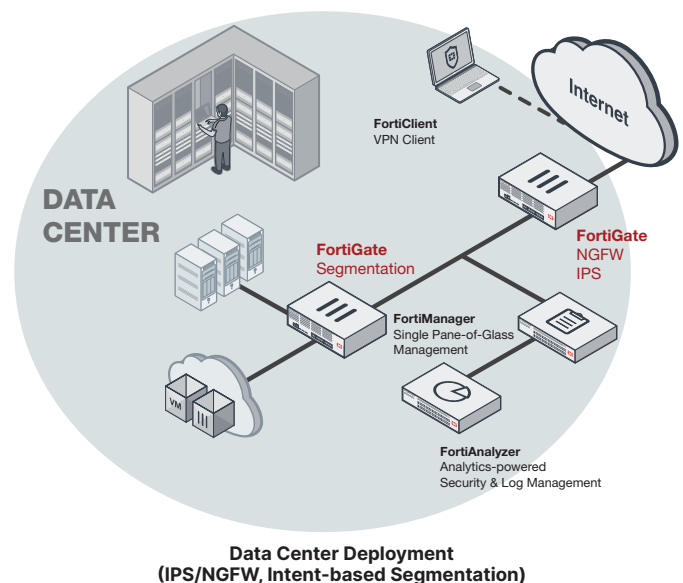 Internet
FortiClient
VPN Client
DATA
CENTER
FortiGate
NGFW
IPS
FortiGate
Segmentation
FortiManager
Single Pane-of-Glass
Management
VM
FortiAnalyzer
Analytics-powered
Security & Log Management
Data Center Deployment
(IPS/NGFW, Intent-based Segmentation)